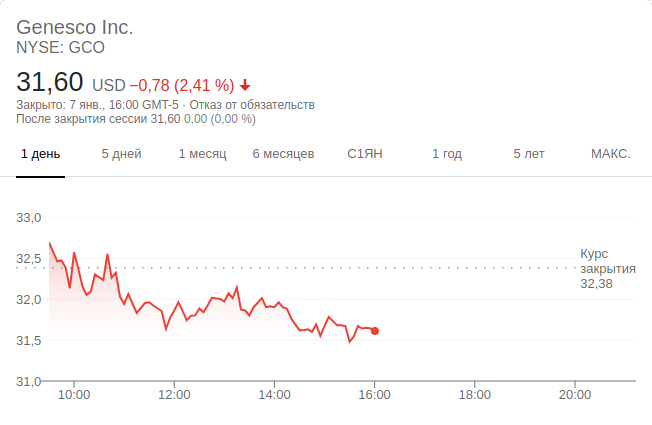 Genesco Inc.
NYSE: GCO
31,60 USD −0,78 (2,41 %)
Закрыто: 7 янв., 16:00 GMT-5 · Отказ от обязательств
После закрытия сессии 31,60 0,00 (0,00 %)
1 день 5 дней 1 месяц 6 месяцев С1ЯН 1 год 5 лет МАКС.
33,0
32,5
Курс
закрытия
32,38
32,0
31,5
31,0
10:00 12:00 14:00 16:00 18:00 20:00